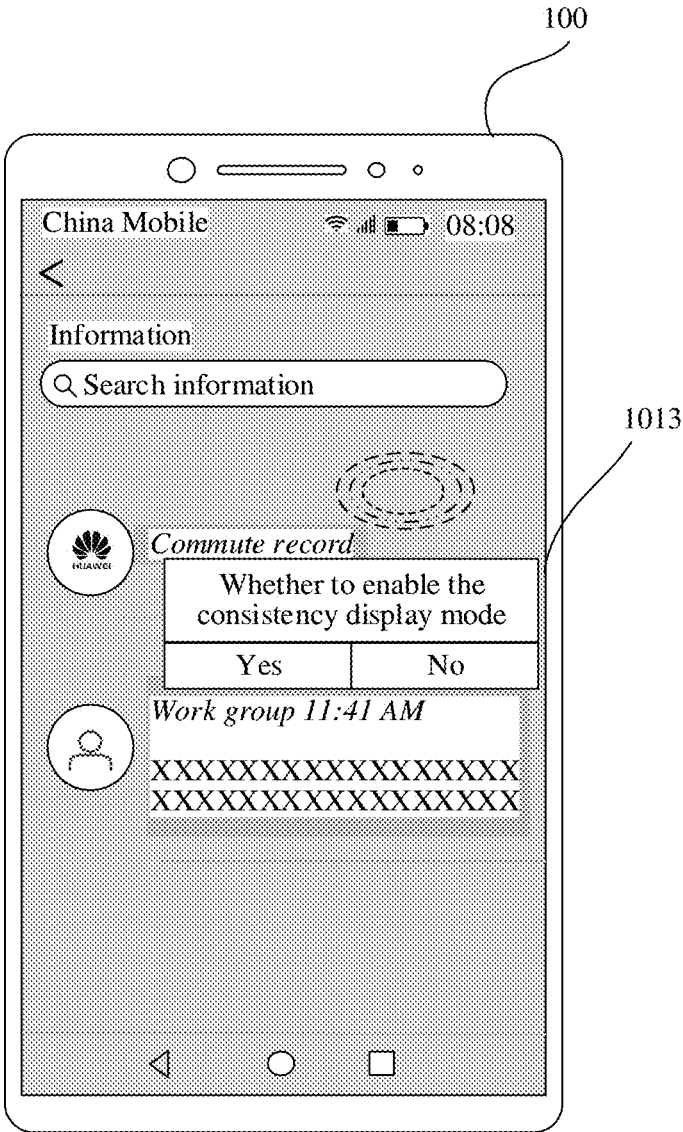 100
China Mobile 08:08
<
Information
Search information
1013
HUAWEI
Commute record
Whether to enable the
consistency display mode
Yes No
Work group 11:41 AM
XXXXXXXXXXXXXXXXX
XXXXXXXXXXXXXXXXX